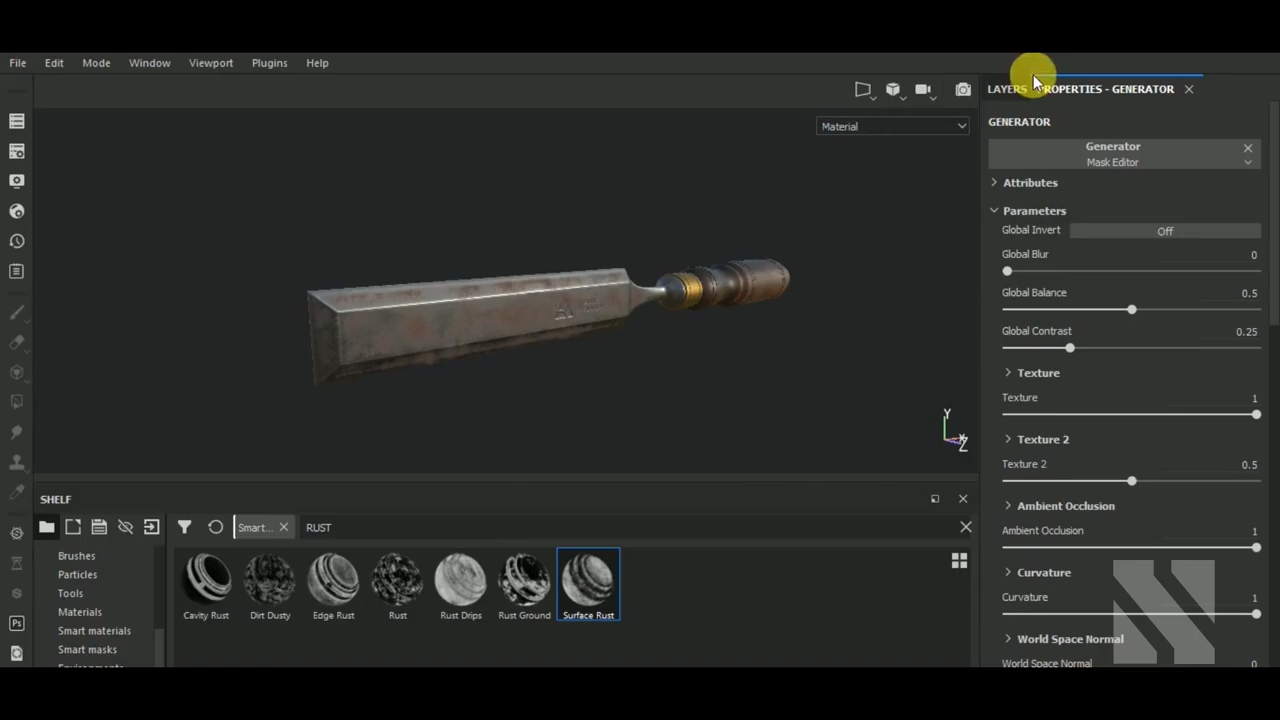 File Edit Mode Window Viewport Plugins Help
LAYERS PROPERTIES - GENERATOR
Material
GENERATOR
Generator
Mask Editor
Attributes
Parameters
Global Invert Off
Global Blur 0
Global Balance 0.5
Global Contrast 0.25
Texture
Texture 1
Texture 2
Texture 2 0.5
Ambient Occlusion
Ambient Occlusion 1
Curvature
Curvature 1
World Space Normal
World Space Normal 0
Y
X
Z
SHELF
Smart... RUST
Brushes
Particles
Tools
Materials
Smart materials
Smart masks
Environments
Cavity Rust Dirt Dusty Edge Rust Rust Rust Drips Rust Ground Surface Rust
Ps